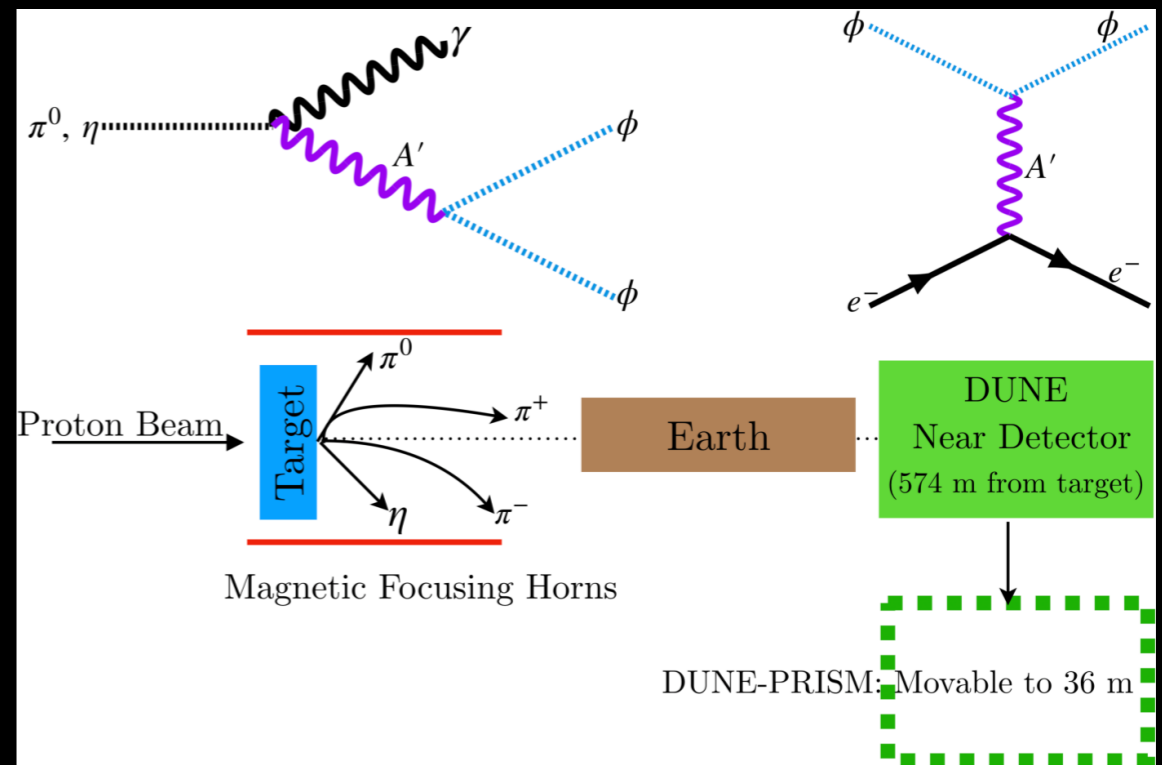 γ
ϕ
ϕ
π⁰, η
ϕ
A′
A′
ϕ
e⁻
e⁻
π⁰
Proton Beam
Target
π⁺
Earth
DUNE
Near Detector
(574 m from target)
η
π⁻
Magnetic Focusing Horns
DUNE-PRISM: Movable to 36 m